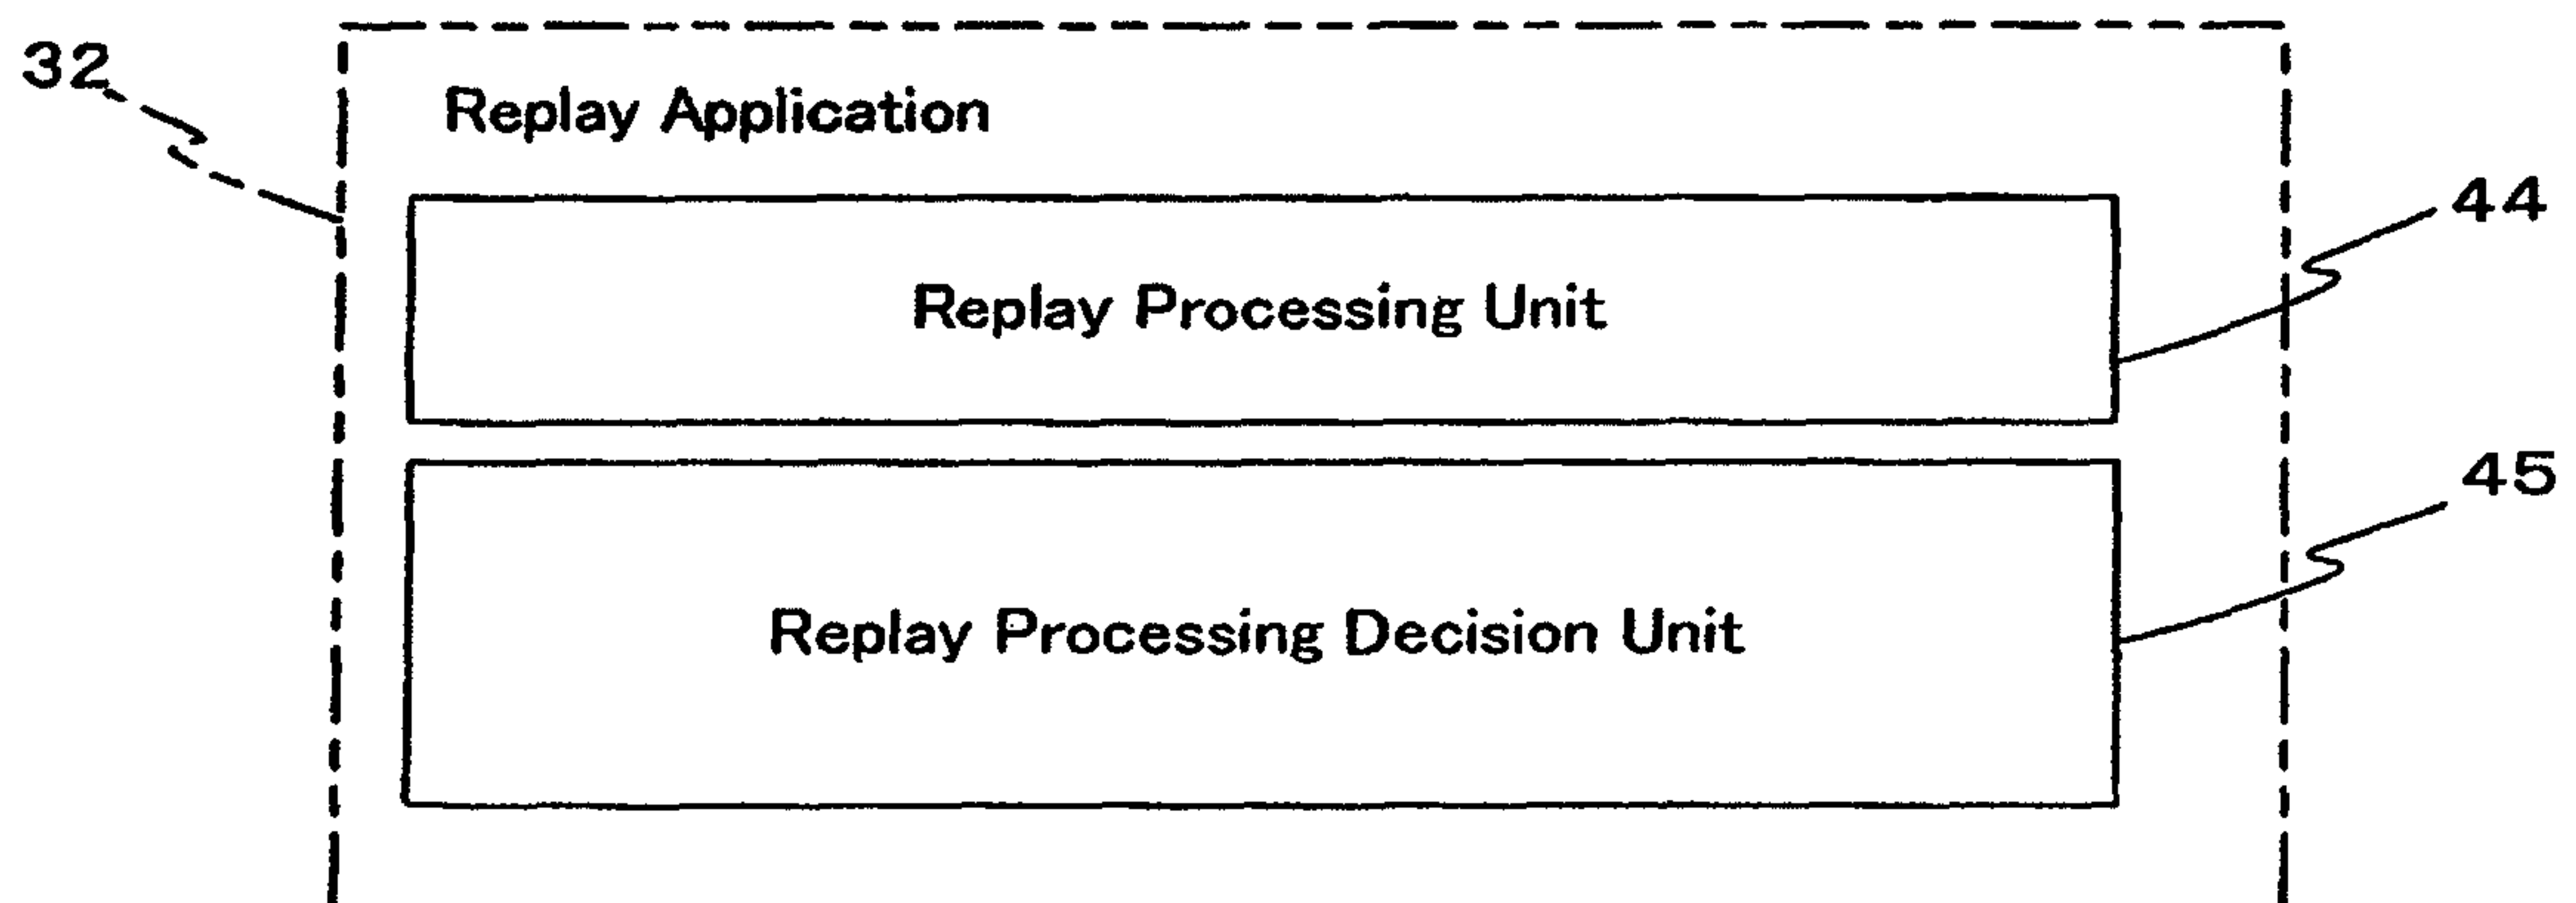 32
Replay Application
44
Replay Processing Unit
45
Replay Processing Decision Unit